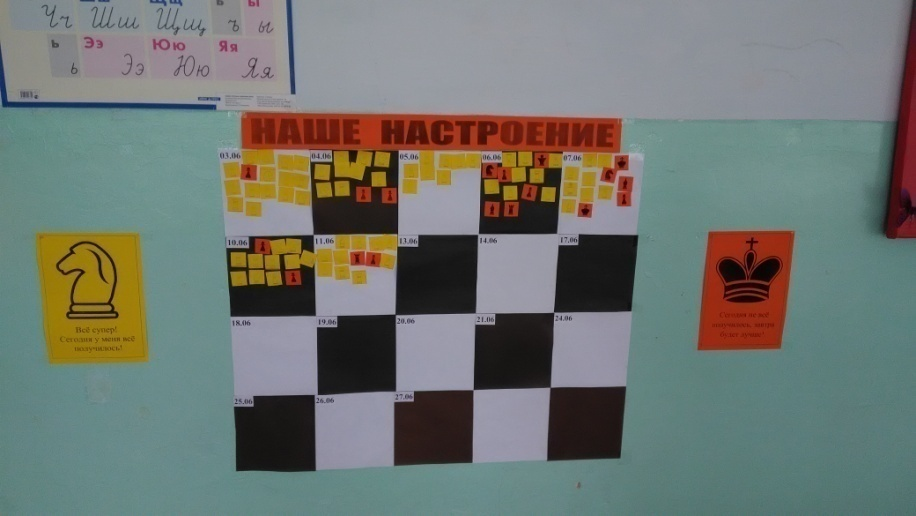 Чч Шш Щщ ъ ы
ь Ээ Юю Яя
ь Ээ Юю Яя
НАШЕ НАСТРОЕНИЕ
03.06 04.06 05.06 06.06 07.06
10.06 11.06 13.06 14.06 17.06
18.06 19.06 20.06 21.06 24.06
25.06 26.06 27.06
Всё супер!
Сегодня у меня всё
получалось!
Сегодня не всё
получилось, завтра
будет лучше!